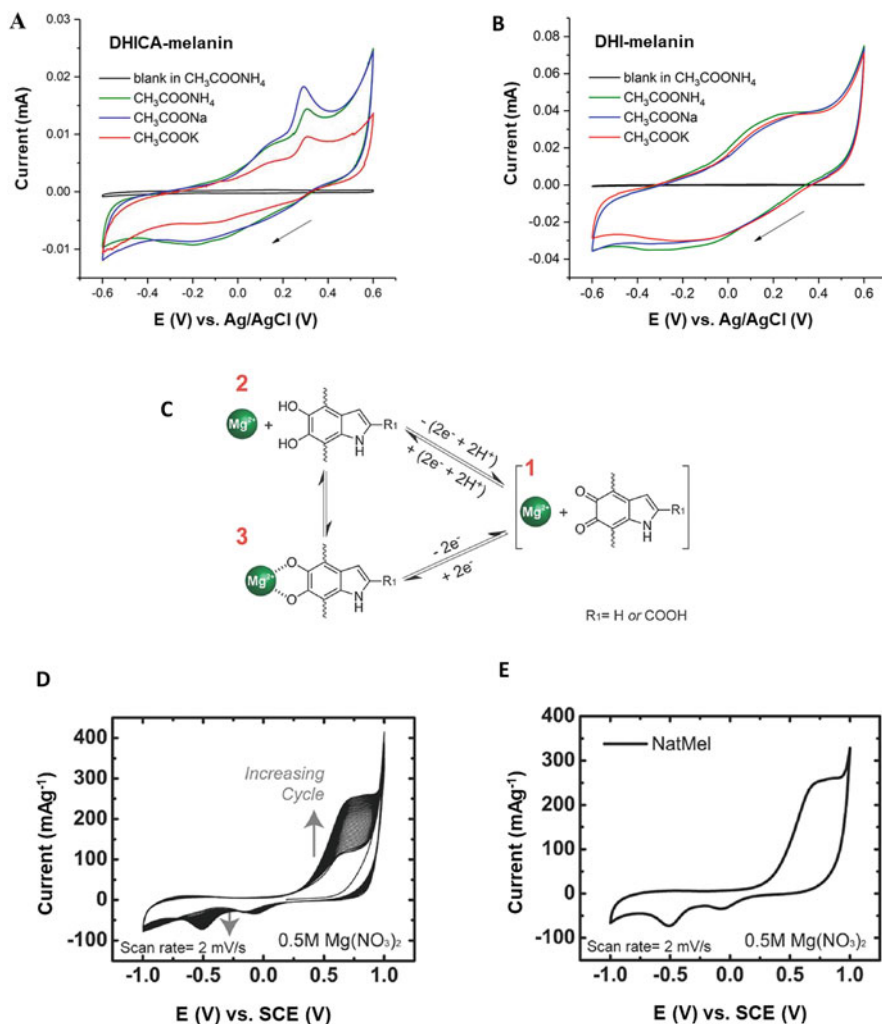 A
DHICA-melanin
blank in CH₃COONH₄
CH₃COONH₄
CH₃COONa
CH₃COOK
Current (mA)
0.03
0.02
0.01
0.00
-0.01
-0.6 -0.4 -0.2 0.0 0.2 0.4 0.6
E (V) vs. Ag/AgCl (V)
B
DHI-melanin
blank in CH₃COONH₄
CH₃COONH₄
CH₃COONa
CH₃COOK
Current (mA)
0.08
0.06
0.04
0.02
0.00
-0.02
-0.04
-0.6 -0.4 -0.2 0.0 0.2 0.4 0.6
E (V) vs. Ag/AgCl (V)
C
2
Mg²⁺ +
HO
HO
N
H
R₁
- (2e⁻ + 2H⁺)
+ (2e⁻ + 2H⁺)
1
Mg²⁺ +
O
O
N
H
R₁
3
Mg²⁺
O
O
N
H
R₁
- 2e⁻
+ 2e⁻
R₁= H or COOH
D
Increasing
Cycle
Current (mAg⁻¹)
400
300
200
100
0
-100
Scan rate= 2 mV/s
0.5M Mg(NO₃)₂
-1.0 -0.5 0.0 0.5 1.0
E (V) vs. SCE (V)
E
NatMel
Current (mAg⁻¹)
400
300
200
100
0
-100
Scan rate= 2 mV/s
0.5M Mg(NO₃)₂
-1.0 -0.5 0.0 0.5 1.0
E (V) vs. SCE (V)